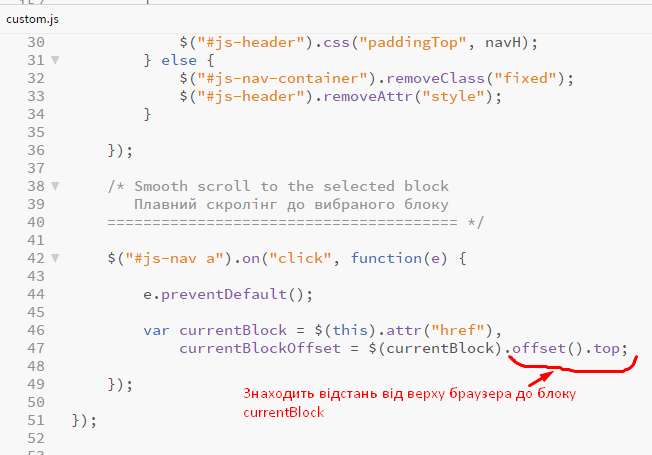 custom.js
30 $("#js-header").css("paddingTop", navH);
31 } else {
32 $("#js-nav-container").removeClass("fixed");
33 $("#js-header").removeAttr("style");
34 }
35
36 });
37
38 /* Smooth scroll to the selected block
39 Плавний скролінг до вибраного блоку
40 ======================================= */
41
42 $("#js-nav a").on("click", function(e) {
43
44 e.preventDefault();
45
46 var currentBlock = $(this).attr("href"),
47 currentBlockOffset = $(currentBlock).offset().top;
48
49 });
Знаходить відстань від верху браузера до блоку
50
currentBlock
51 });
52